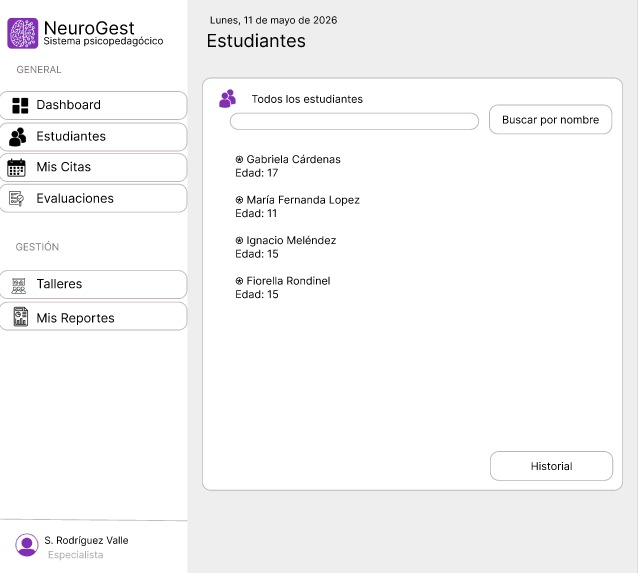 NeuroGest
Sistema psicopedagógico
GENERAL
Dashboard
Estudiantes
Mis Citas
Evaluaciones
GESTIÓN
Talleres
Mis Reportes
S. Rodríguez Valle
Especialista
Lunes, 11 de mayo de 2026
Estudiantes
Todos los estudiantes
Buscar por nombre
Gabriela Cárdenas
Edad: 17
María Fernanda Lopez
Edad: 11
Ignacio Meléndez
Edad: 15
Fiorella Rondinel
Edad: 15
Historial